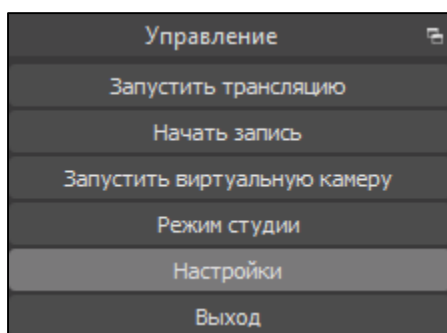 Управление
Запустить трансляцию
Начать запись
Запустить виртуальную камеру
Режим студии
Настройки
Выход